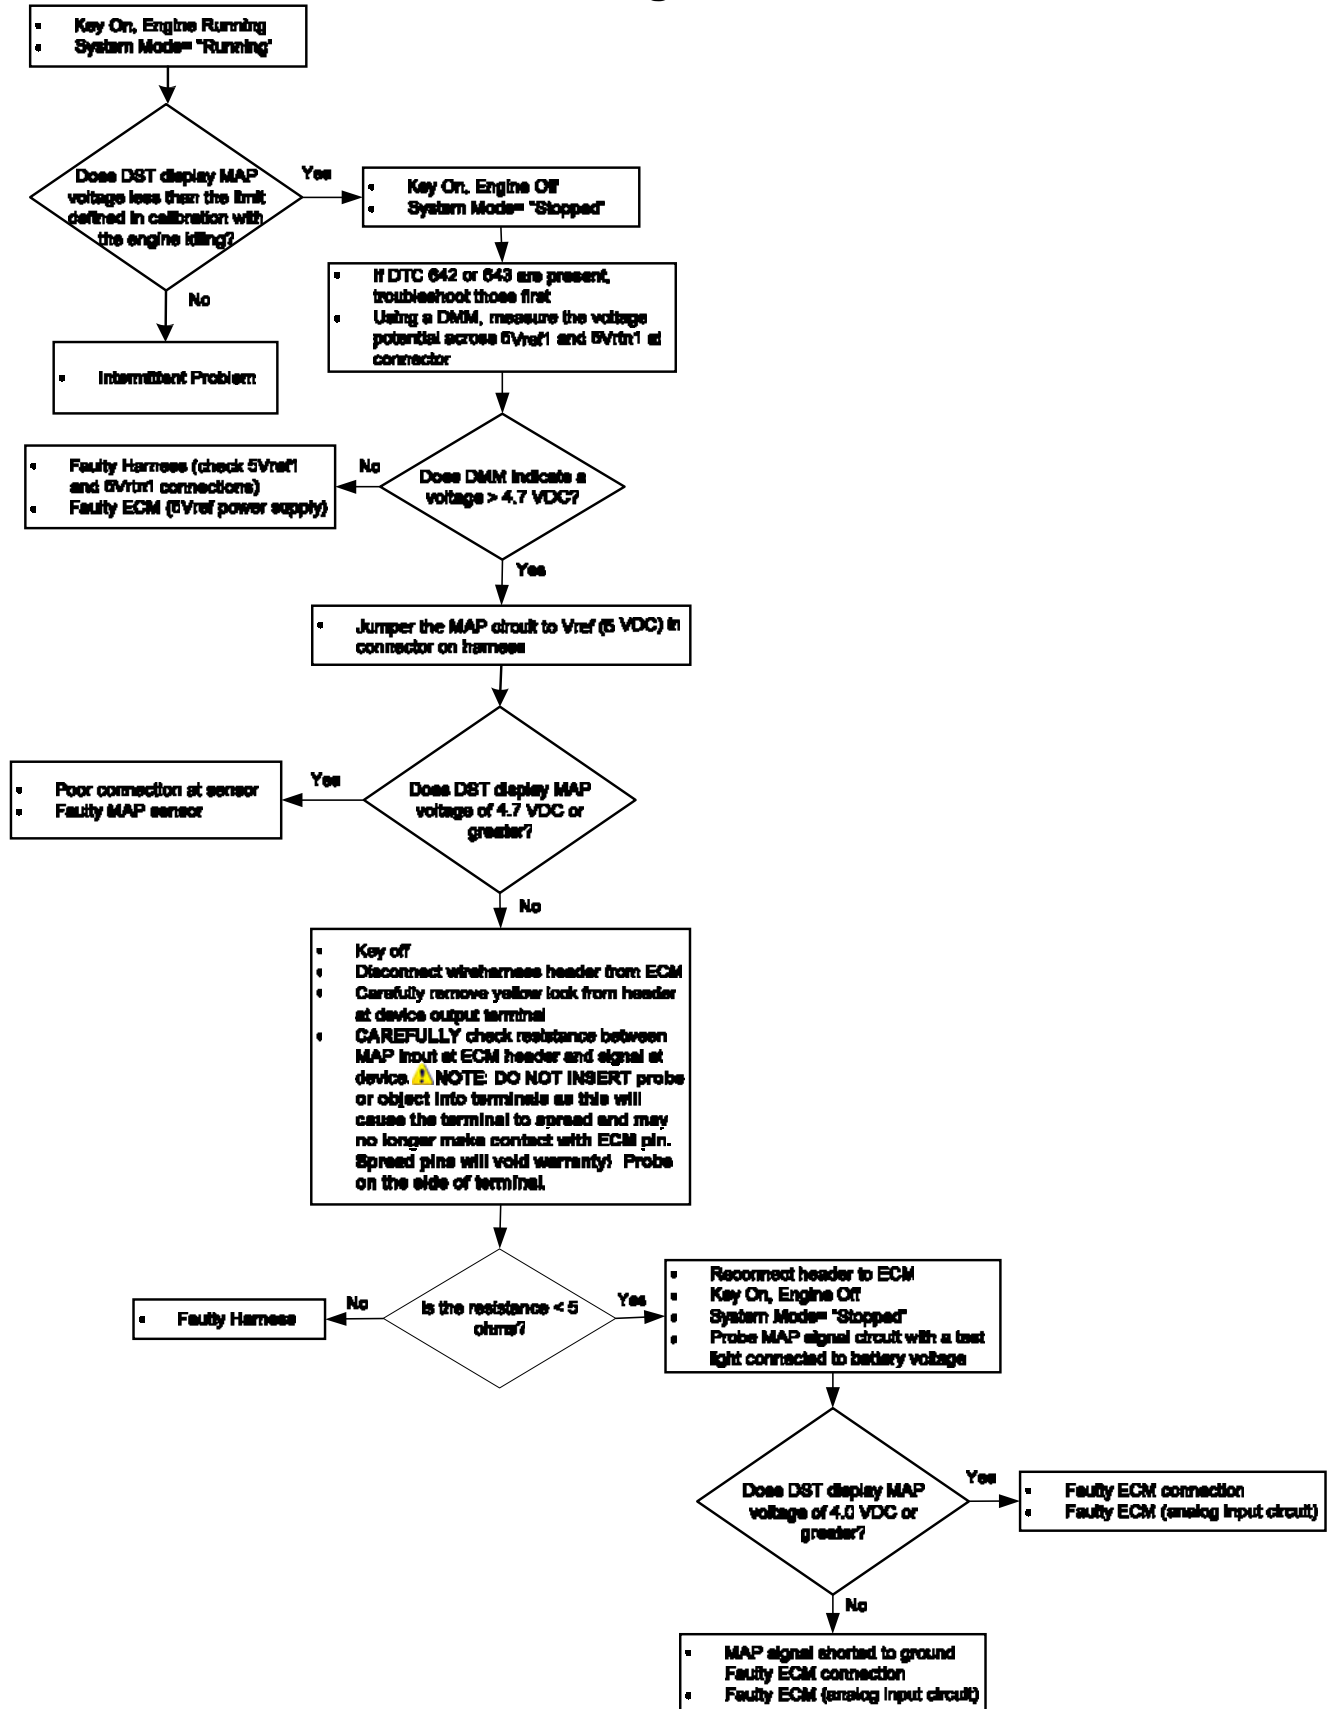 Key On, Engine Running
System Mode= "Running"
Does DST display MAP
voltage less than the limit
defined in calibration with
the engine idling?
Yes
Key On, Engine Off
System Mode= "Stopped"
No
Intermittent Problem
If DTC 642 or 643 are present,
troubleshoot those first
Using a DMM, measure the voltage
potential across 5Vref1 and 5Vrtn1 at
connector
Does DMM indicate a
voltage > 4.7 VDC?
No
Faulty Harness (check 5Vref1
and 5Vrtn1 connections)
Faulty ECM (5Vref power supply)
Yes
Jumper the MAP circuit to Vref (5 VDC) in
connector on harness
Does DST display MAP
voltage of 4.7 VDC or
greater?
Yes
Poor connection at sensor
Faulty MAP sensor
No
Key off
Disconnect wireharness header from ECM
Carefully remove yellow lock from header
at device output terminal
CAREFULLY check resistance between
MAP input at ECM header and signal at
device. NOTE: DO NOT INSERT probe
or object into terminals as this will
cause the terminal to spread and may
no longer make contact with ECM pin.
Spread pins will void warranty! Probe
on the side of terminal.
Is the resistance < 5
ohms?
No
Faulty Harness
Yes
Reconnect header to ECM
Key On, Engine Off
System Mode= "Stopped"
Probe MAP signal circuit with a test
light connected to battery voltage
Does DST display MAP
voltage of 4.0 VDC or
greater?
Yes
Faulty ECM connection
Faulty ECM (analog input circuit)
No
MAP signal shorted to ground
Faulty ECM connection
Faulty ECM (analog input circuit)